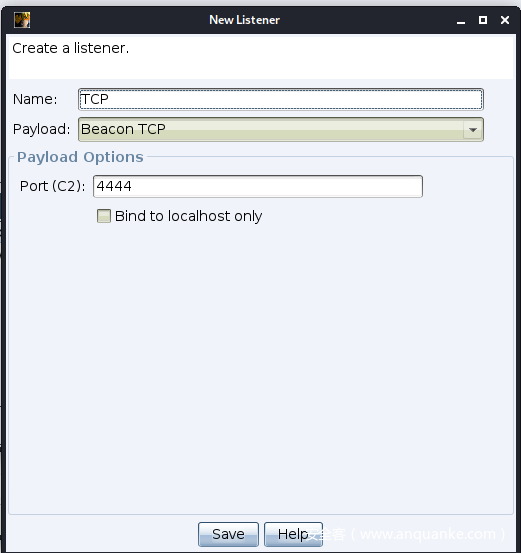 New Listener
Create a listener.
Name: TCP
Payload: Beacon TCP
Payload Options
Port (C2): 4444
Bind to localhost only
Save Help
安全客 ( www.anquanke.com )